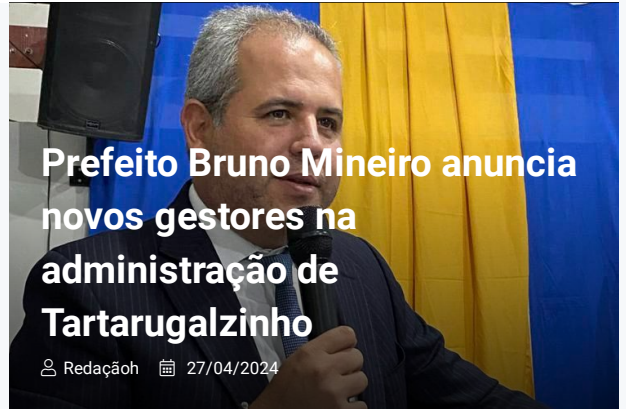 Prefeito Bruno Mineiro anuncia
novos gestores na
administração de
Tartarugalzinho
Redaçãoh 27/04/2024